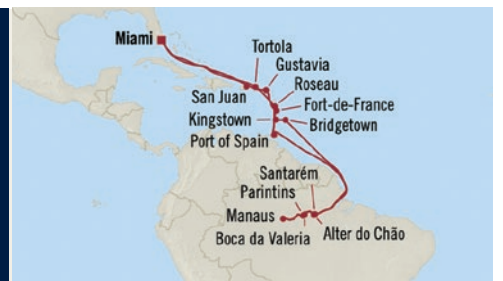 Miami
Tortola
Gustavia
San Juan
Roseau
Fort-de-France
Kingstown
Bridgetown
Port of Spain
Santarém
Parintins
Manaus
Alter do Chão
Boca da Valeria